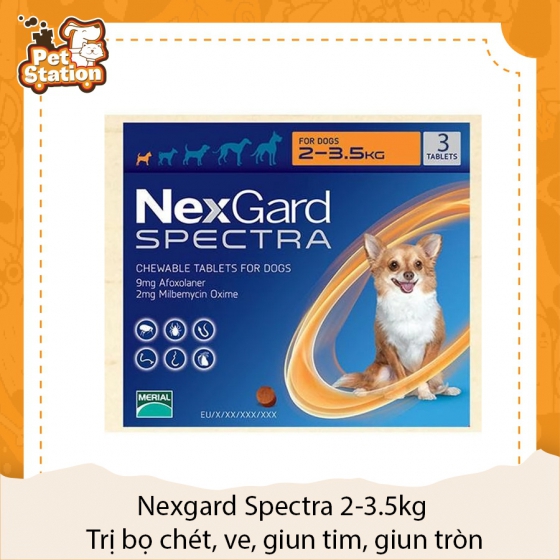 Pet
Station
FOR DOGS
2–3.5KG
3
TABLETS
NexGard
SPECTRA
CHEWABLE TABLETS FOR DOGS
9mg Afoxolaner
2mg Milbemycin Oxime
MERIAL
EU/X/XX/XXX/XXX
Nexgard Spectra 2-3.5kg
Trị bọ chét, ve, giun tim, giun tròn